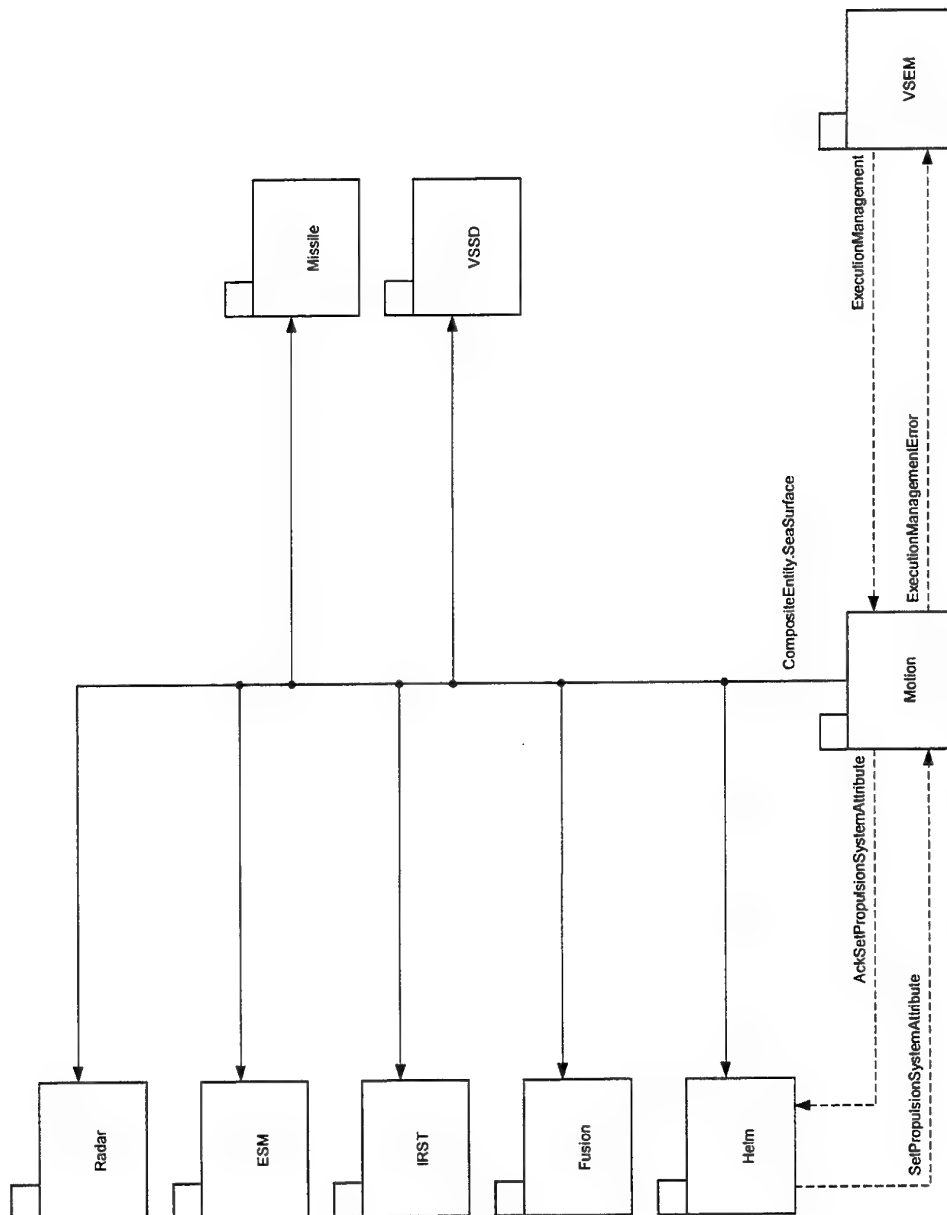 Radar
ESM
IRST
Fusion
Helm
Missile
VSSD
CompositeEntity.SeaSurface
AckSetPropulsionSystemAttribute
SetPropulsionSystemAttribute
Motion
ExecutionManagement
ExecutionManagementError
VSEM